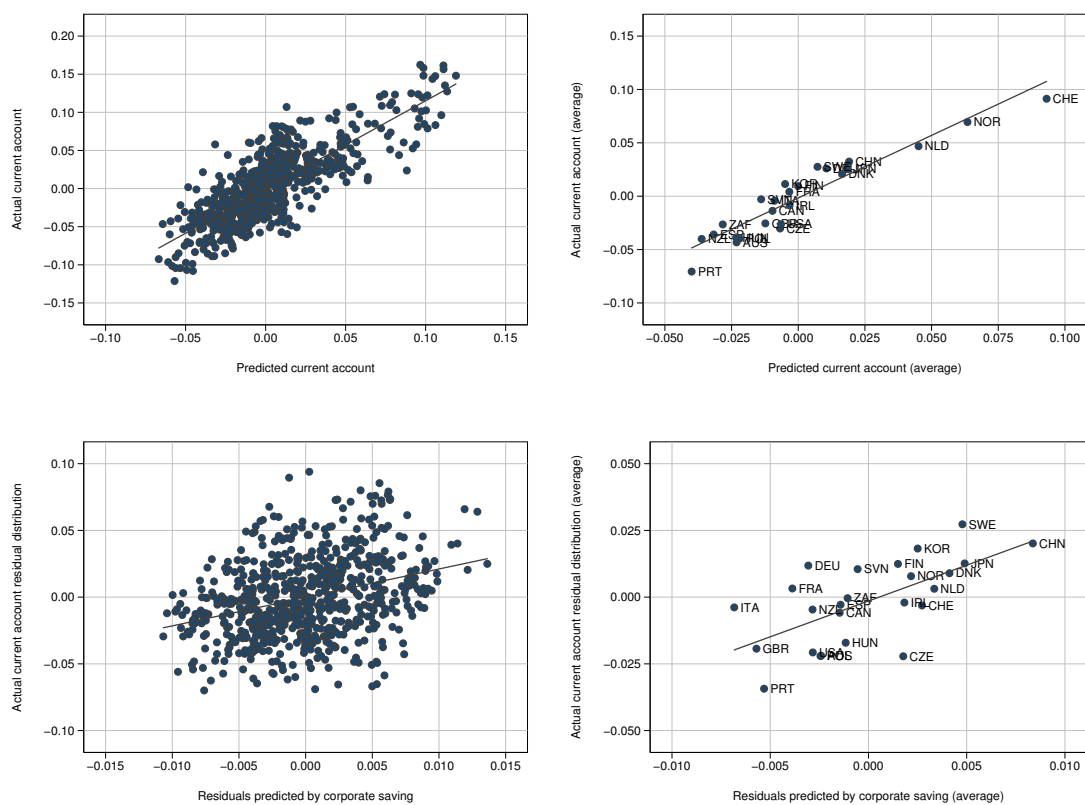 0.20
0.15
0.10
0.05
0.00
−0.05
−0.10
−0.15
−0.10
−0.05
0.00
0.05
0.10
0.15
Actual current account
Predicted current account
0.15
0.10
0.05
0.00
−0.05
−0.10
−0.050
−0.025
0.000
0.025
0.050
0.075
0.100
Actual current account (average)
Predicted current account (average)
CHE
NOR
NLD
CHN
SWE
JPN
DNK
KOR
FIN
FRA
SVN
IRL
CAN
ZAF
USA
CZE
ESP
NZL
HUN
AUS
PRT
0.10
0.05
0.00
−0.05
−0.10
−0.015
−0.010
−0.005
0.000
0.005
0.010
0.015
Actual current account residual distribution
Residuals predicted by corporate saving
0.050
0.025
0.000
−0.025
−0.050
−0.010
−0.005
0.000
0.005
0.010
Actual current account residual distribution (average)
Residuals predicted by corporate saving (average)
SWE
CHN
KOR
JPN
FIN
DNK
DEU
SVN
NOR
NLD
FRA
ZAF
ESP
IRL
CHE
ITA
NZL
CAN
HUN
GBR
USA
CZE
PRT